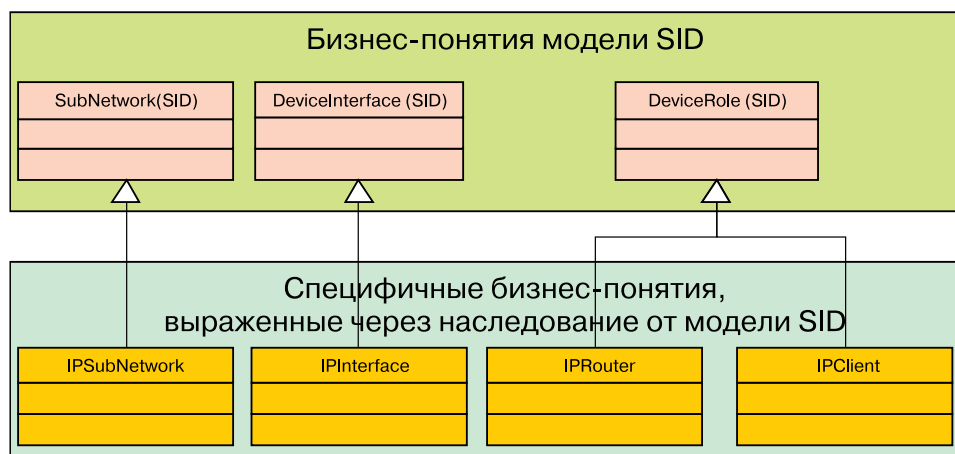 Бизнес-понятия модели SID
SubNetwork(SID)
DeviceInterface (SID)
DeviceRole (SID)
Специфичные бизнес-понятия,
выраженные через наследование от модели SID
IPSubNetwork
IPInterface
IPRouter
IPClient